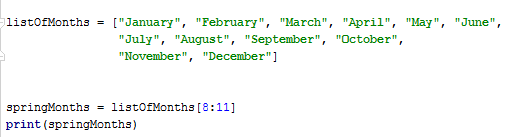 listOfMonths = ["January", "February", "March", "April", "May", "June",
"July", "August", "September", "October",
"November", "December"]
springMonths = listOfMonths[8:11]
print(springMonths)